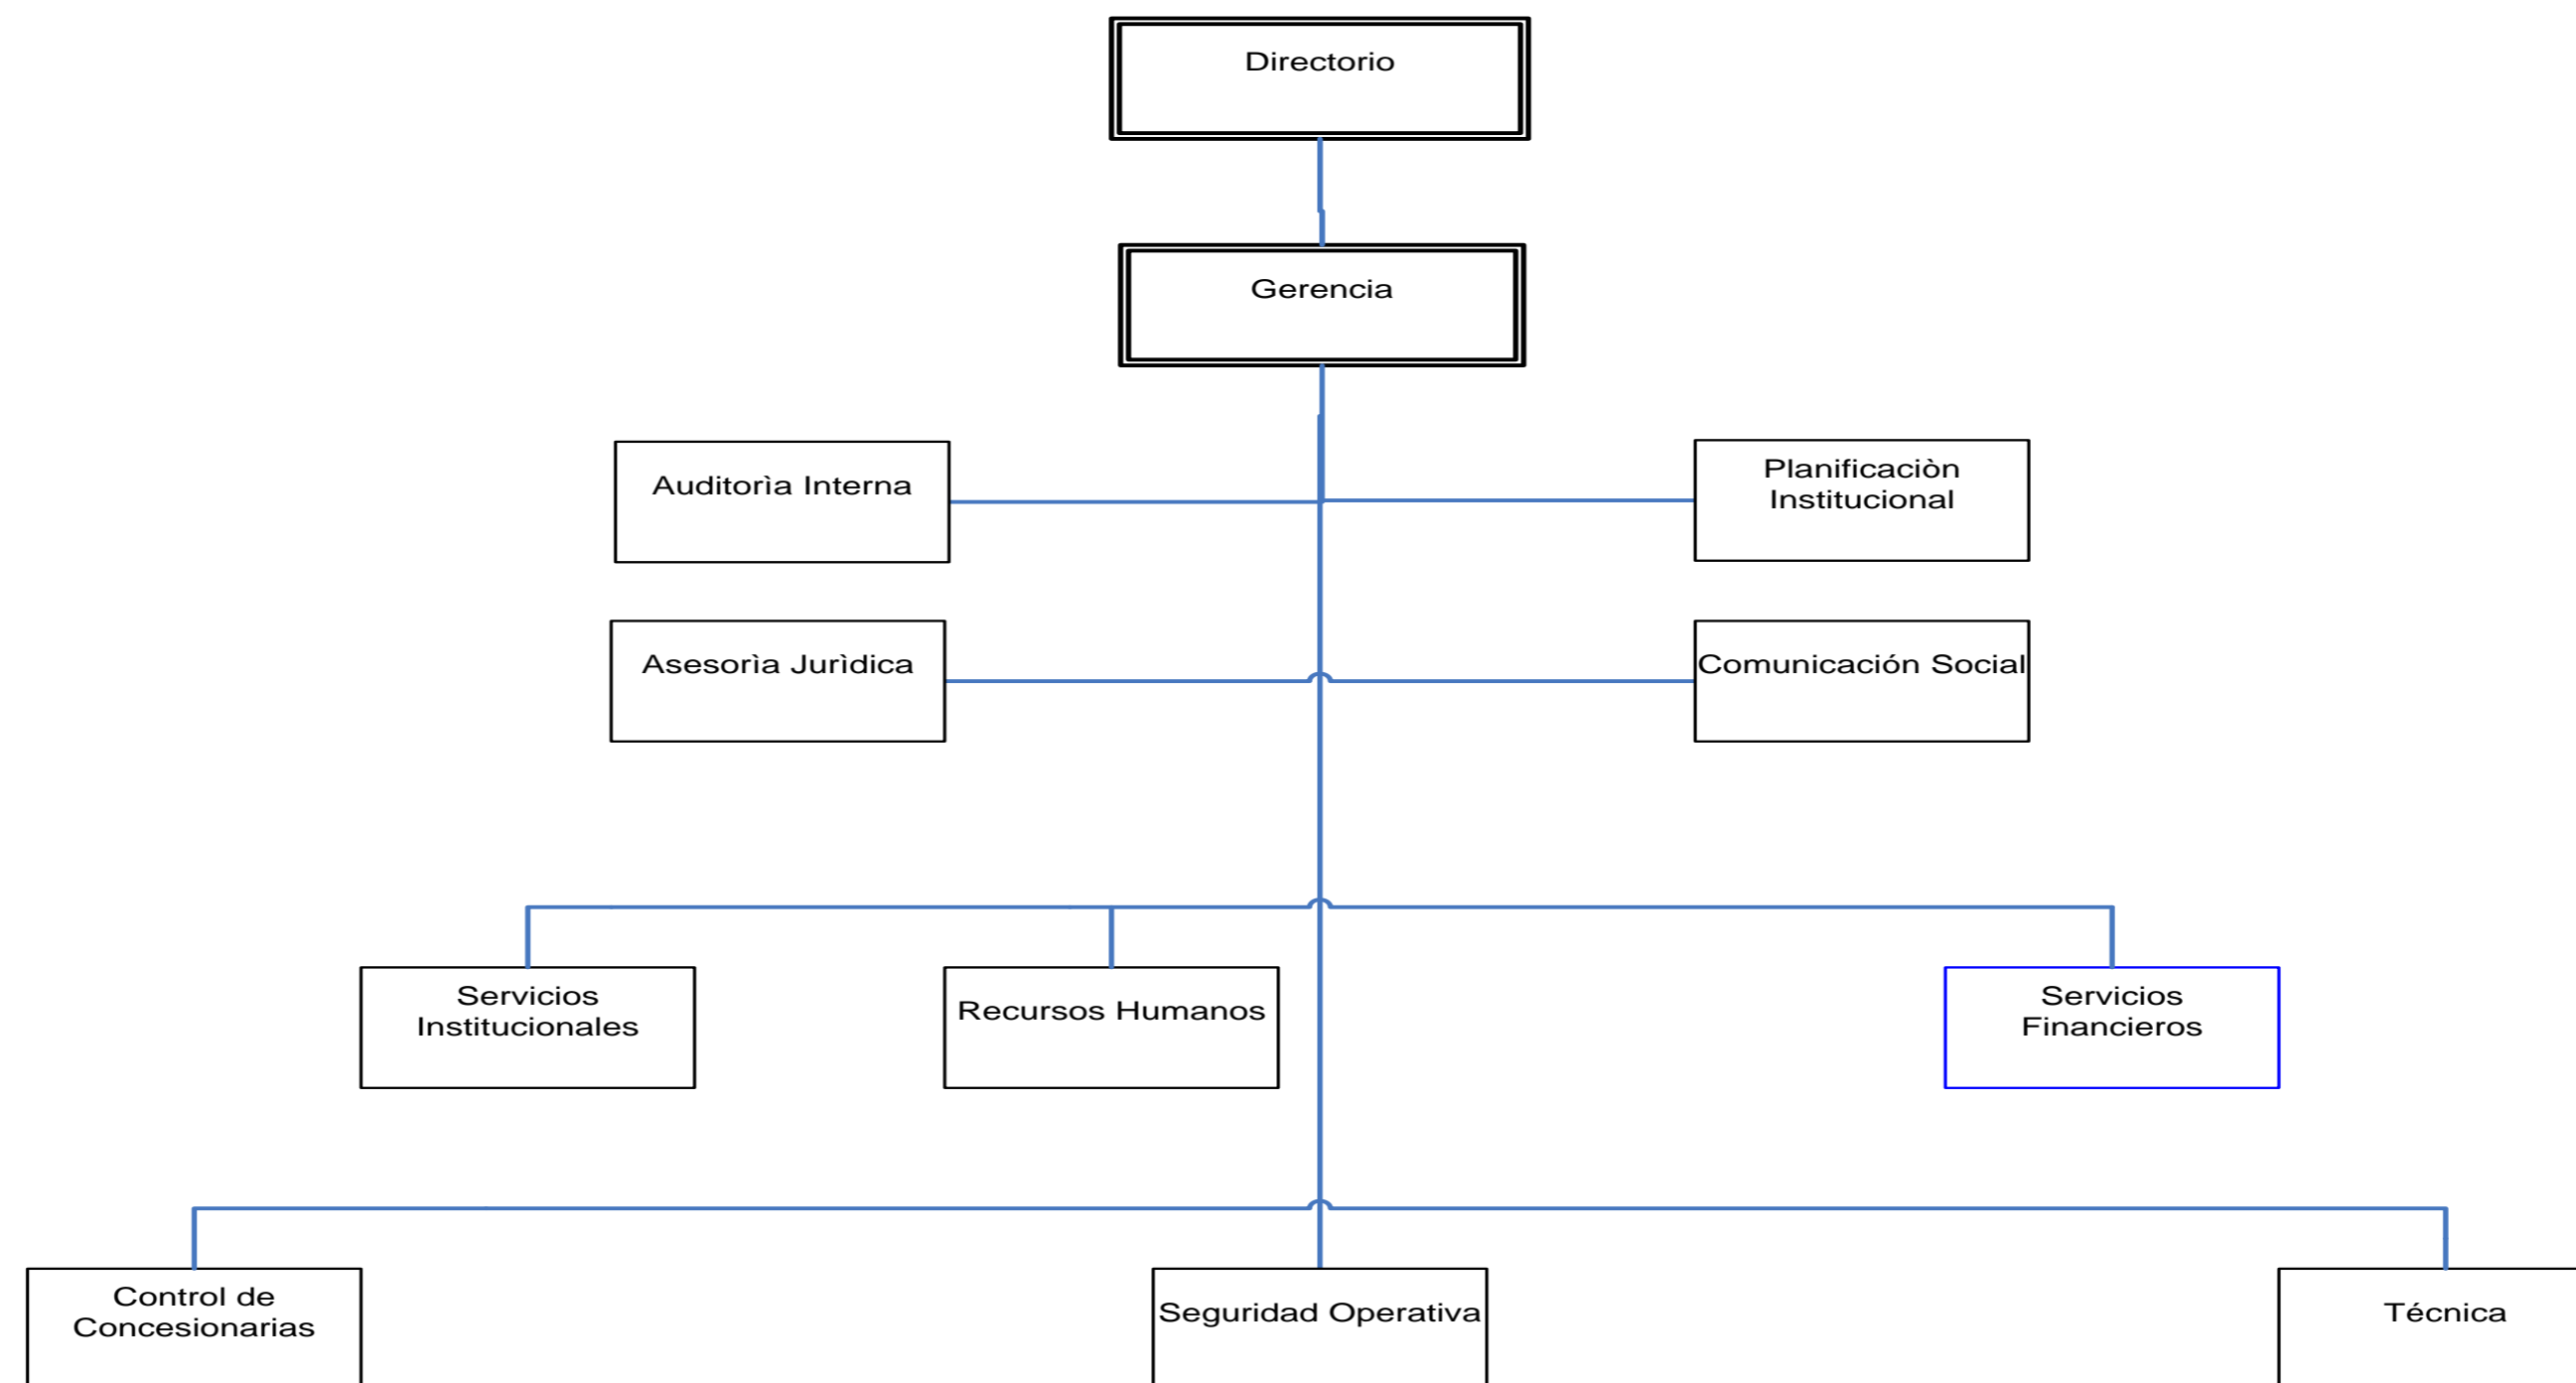 Directorio
Gerencia
Auditorìa Interna
Planificaciòn
Institucional
Asesorìa Jurìdica
Comunicación Social
Servicios
Institucionales
Recursos Humanos
Servicios
Financieros
Control de
Concesionarias
Seguridad Operativa
Técnica